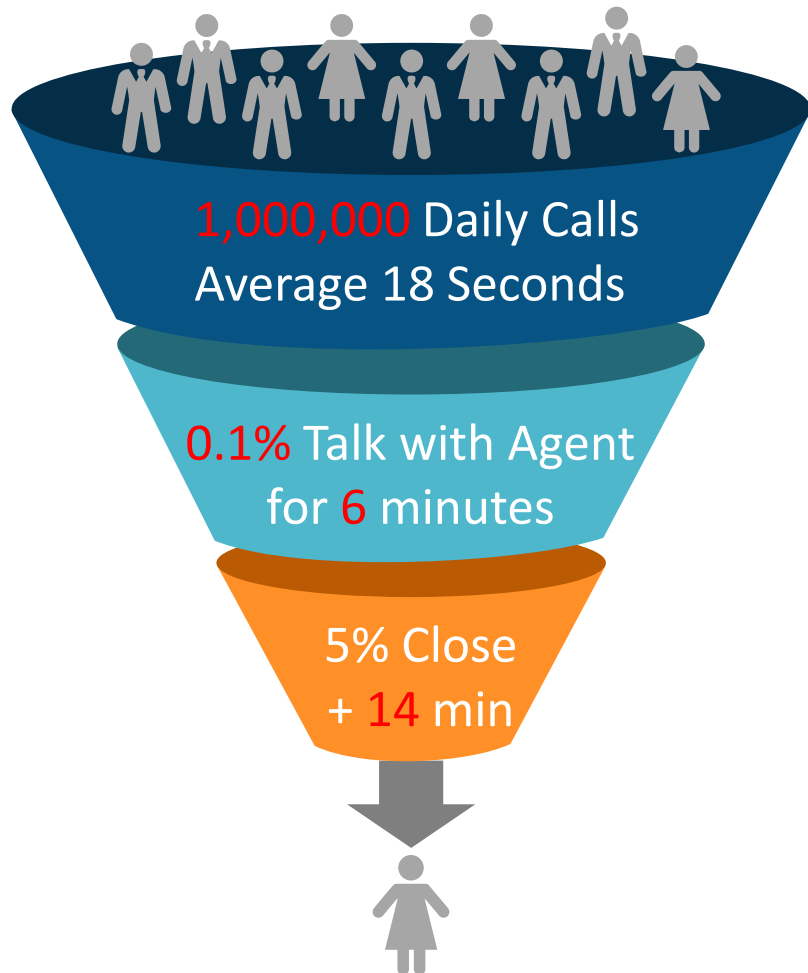 1,000,000 Daily Calls
Average 18 Seconds
0.1% Talk with Agent
for 6 minutes
5% Close
+ 14 min